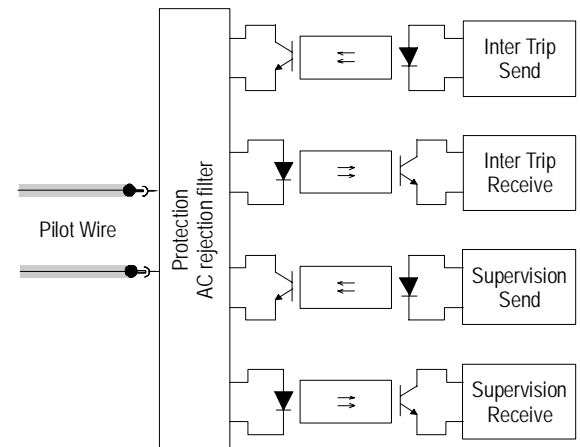 Inter Trip
Send
Inter Trip
Receive
Pilot Wire
Protection
AC rejection filter
Supervision
Send
Supervision
Receive